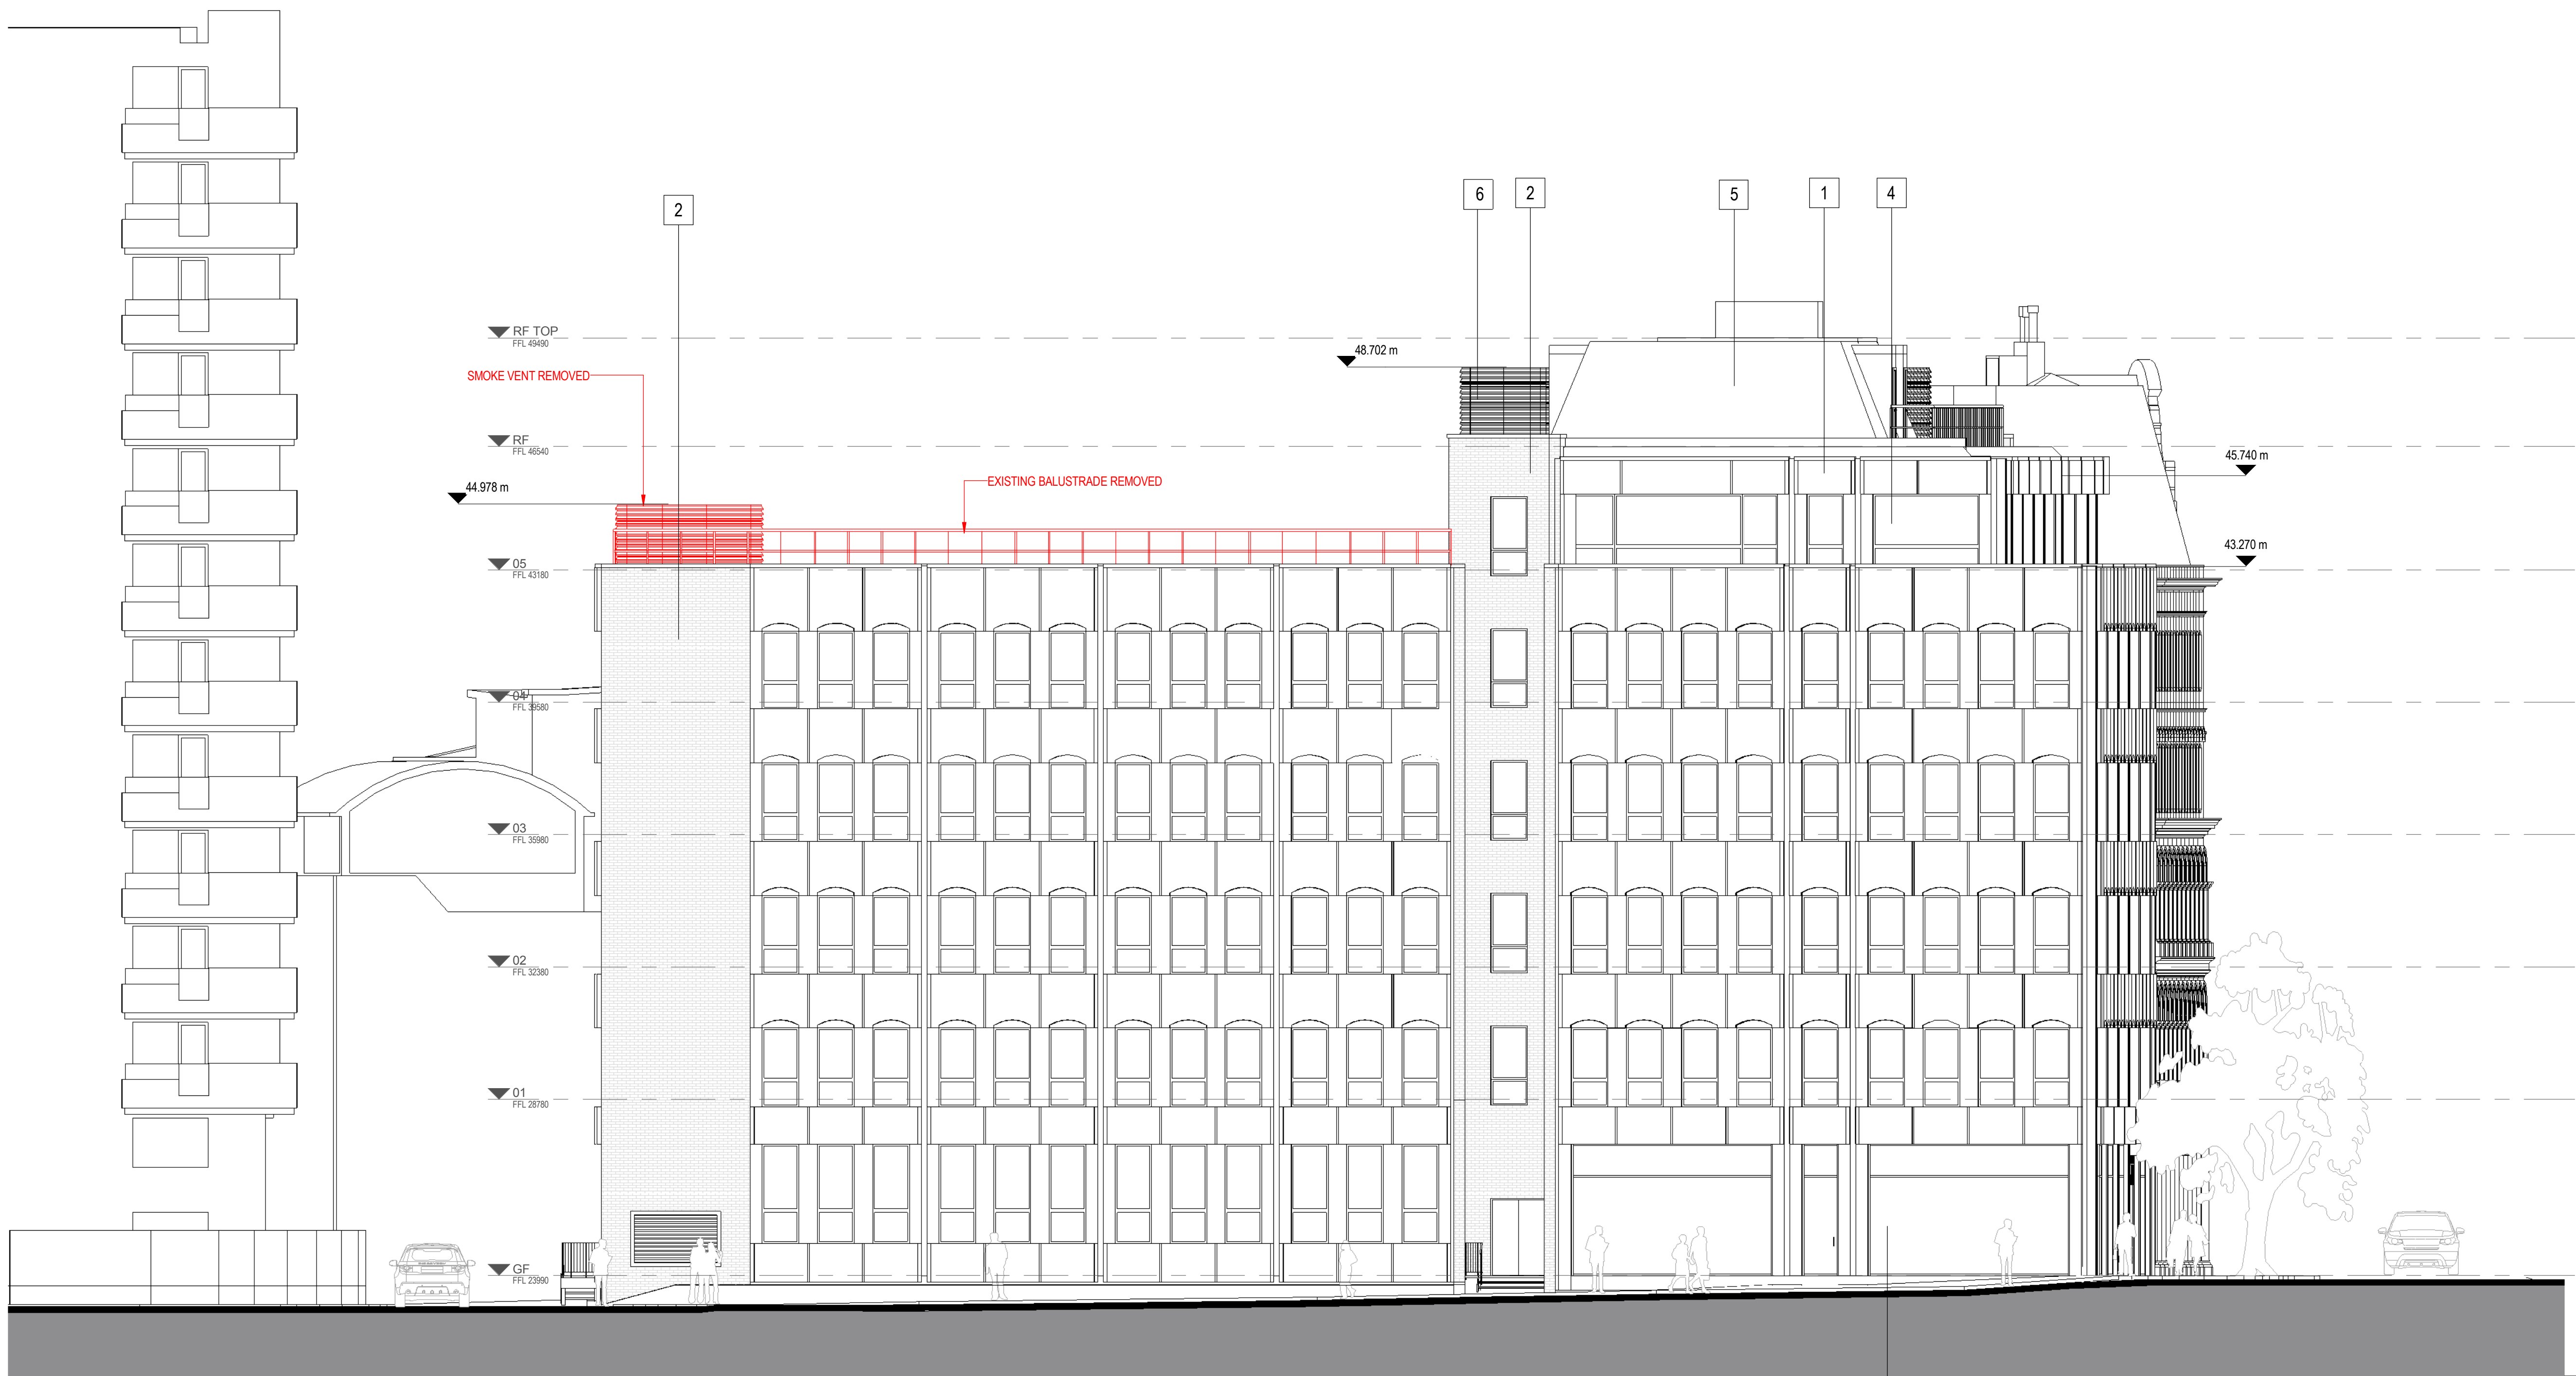 6
2
5
1
4
2
RF TOP
FFL 49490
48.702 m
SMOKE VENT REMOVED
RF
FFL 46540
45.740 m
44.978 m
EXISTING BALUSTRADE REMOVED
43.270 m
05
FFL 43180
04
FFL 39580
03
FFL 35980
02
FFL 32380
01
FFL 28780
GF
FFL 23990